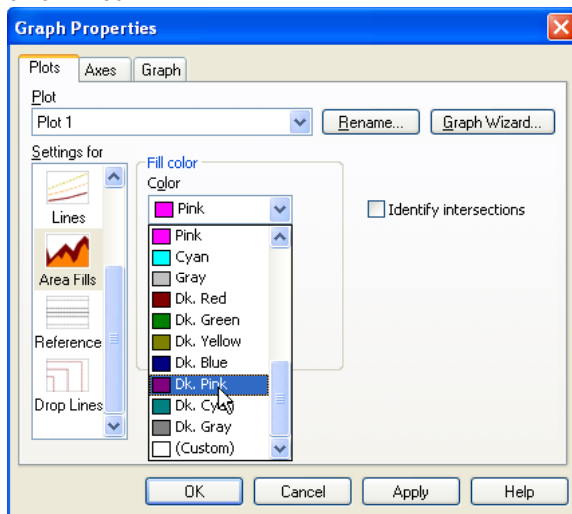 Graph Properties
Plots Axes Graph
Plot
Plot 1 Rename... Graph Wizard...
Settings for
Fill color
Color
Pink
Identify intersections
Lines
Area Fills
Reference
Drop Lines
Pink
Cyan
Gray
Dk. Red
Dk. Green
Dk. Yellow
Dk. Blue
Dk. Pink
Dk. Cyan
Dk. Gray
(Custom)
OK Cancel Apply Help